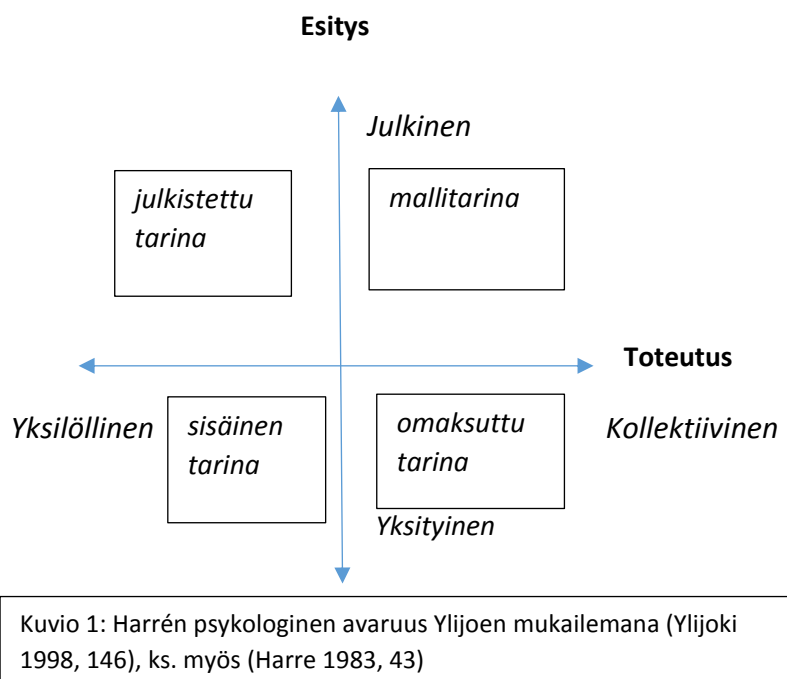 Esitys
Julkinen
julkistettu
tarina
mallitarina
Toteutus
Yksilöllinen
sisäinen
tarina
omaksuttu
tarina
Kollektiivinen
Yksityinen
Kuvio 1: Harrén psykologinen avaruus Ylijoen mukailemana (Ylijoki
1998, 146), ks. myös (Harre 1983, 43)